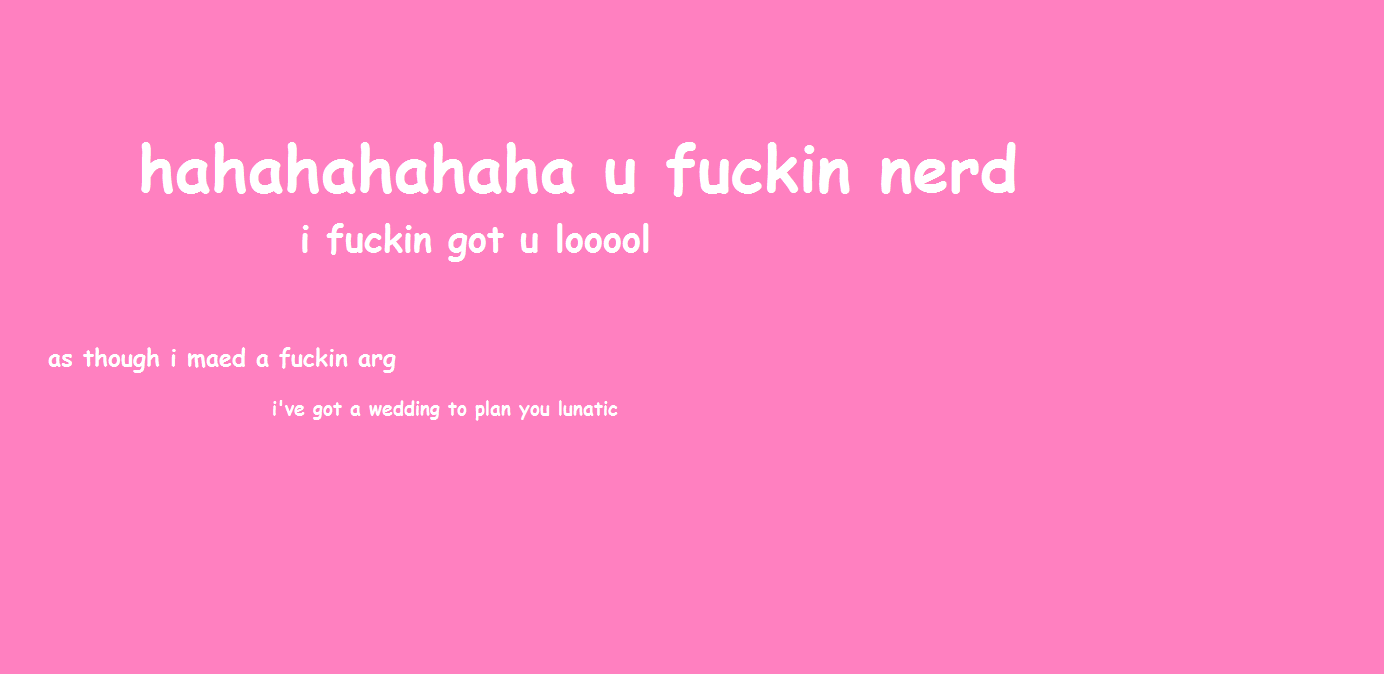 hahahahahaha u fuckin nerd
i fuckin got u looool
as though i maed a fuckin arg
i've got a wedding to plan you lunatic